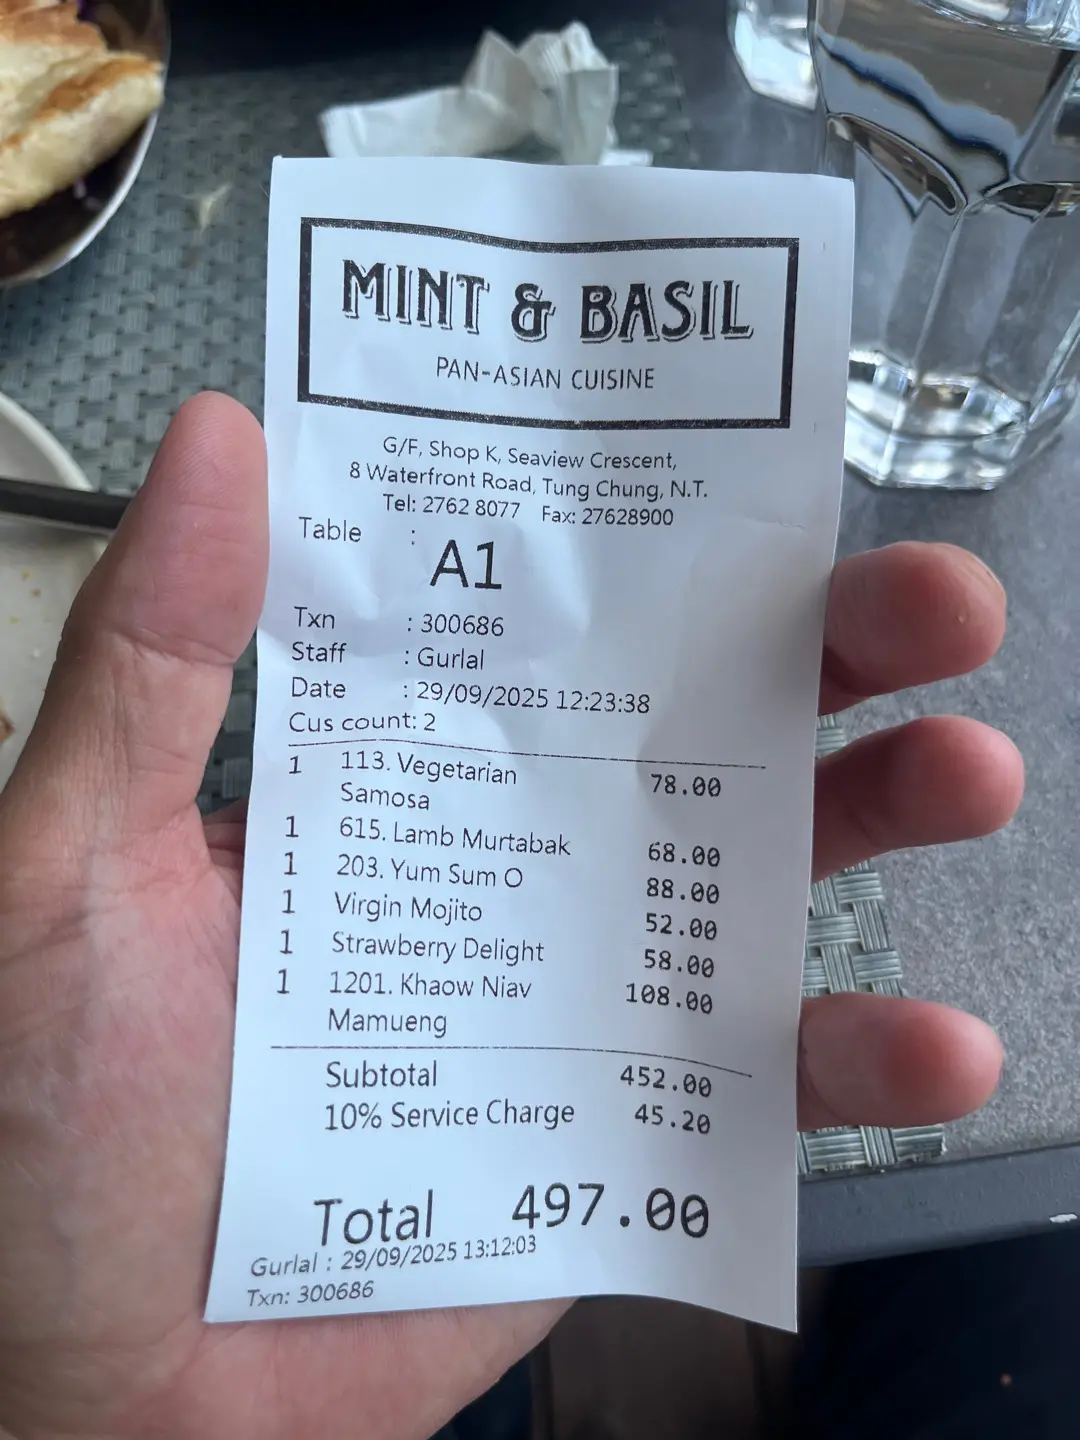 MINT & BASIL
PAN-ASIAN CUISINE
G/F, Shop K, Seaview Crescent,
8 Waterfront Road, Tung Chung, N.T.
Tel: 2762 8077 Fax: 27628900
Table : A1
Txn : 300686
Staff : Gurlal
Date : 29/09/2025 12:23:38
Cus count: 2
1 113. Vegetarian 78.00
Samosa
1 615. Lamb Murtabak 68.00
1 203. Yum Sum O 88.00
1 Virgin Mojito 52.00
1 Strawberry Delight 58.00
1 1201. Khaow Niav 108.00
Mamueng
Subtotal 452.00
10% Service Charge 45.20
Total 497.00
Gurlal : 29/09/2025 13:12:03
Txn: 300686